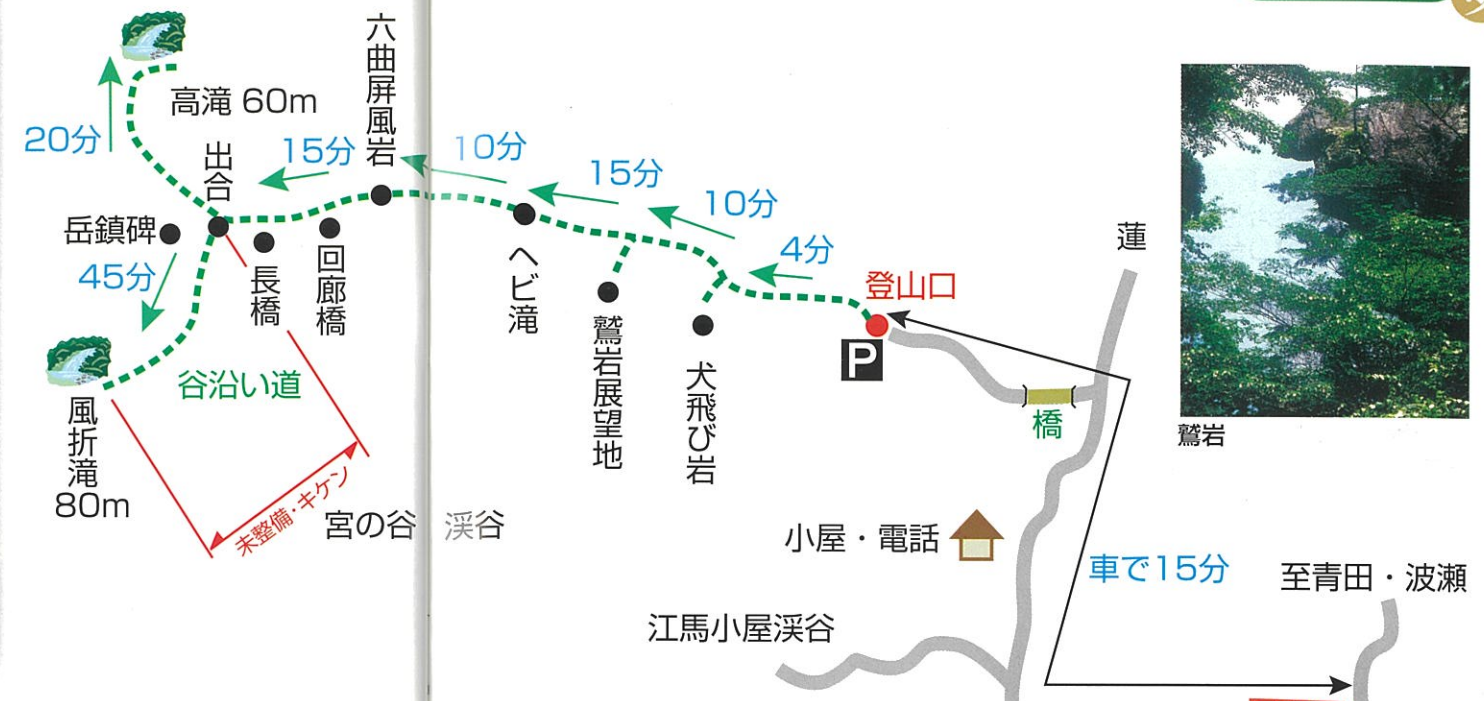 高滝 60m
20分
出合
15分
六曲屏風岩
10分
15分
10分
4分
岳鎮碑
45分
長橋
回廊橋
ヘビ滝
鷲岩展望地
犬飛び岩
登山口
P
蓮
橋
谷沿い道
風折滝
80m
未整備・キケン
宮の谷 渓谷
鷲岩
小屋・電話
車で15分
至青田・波瀬
江馬小屋渓谷